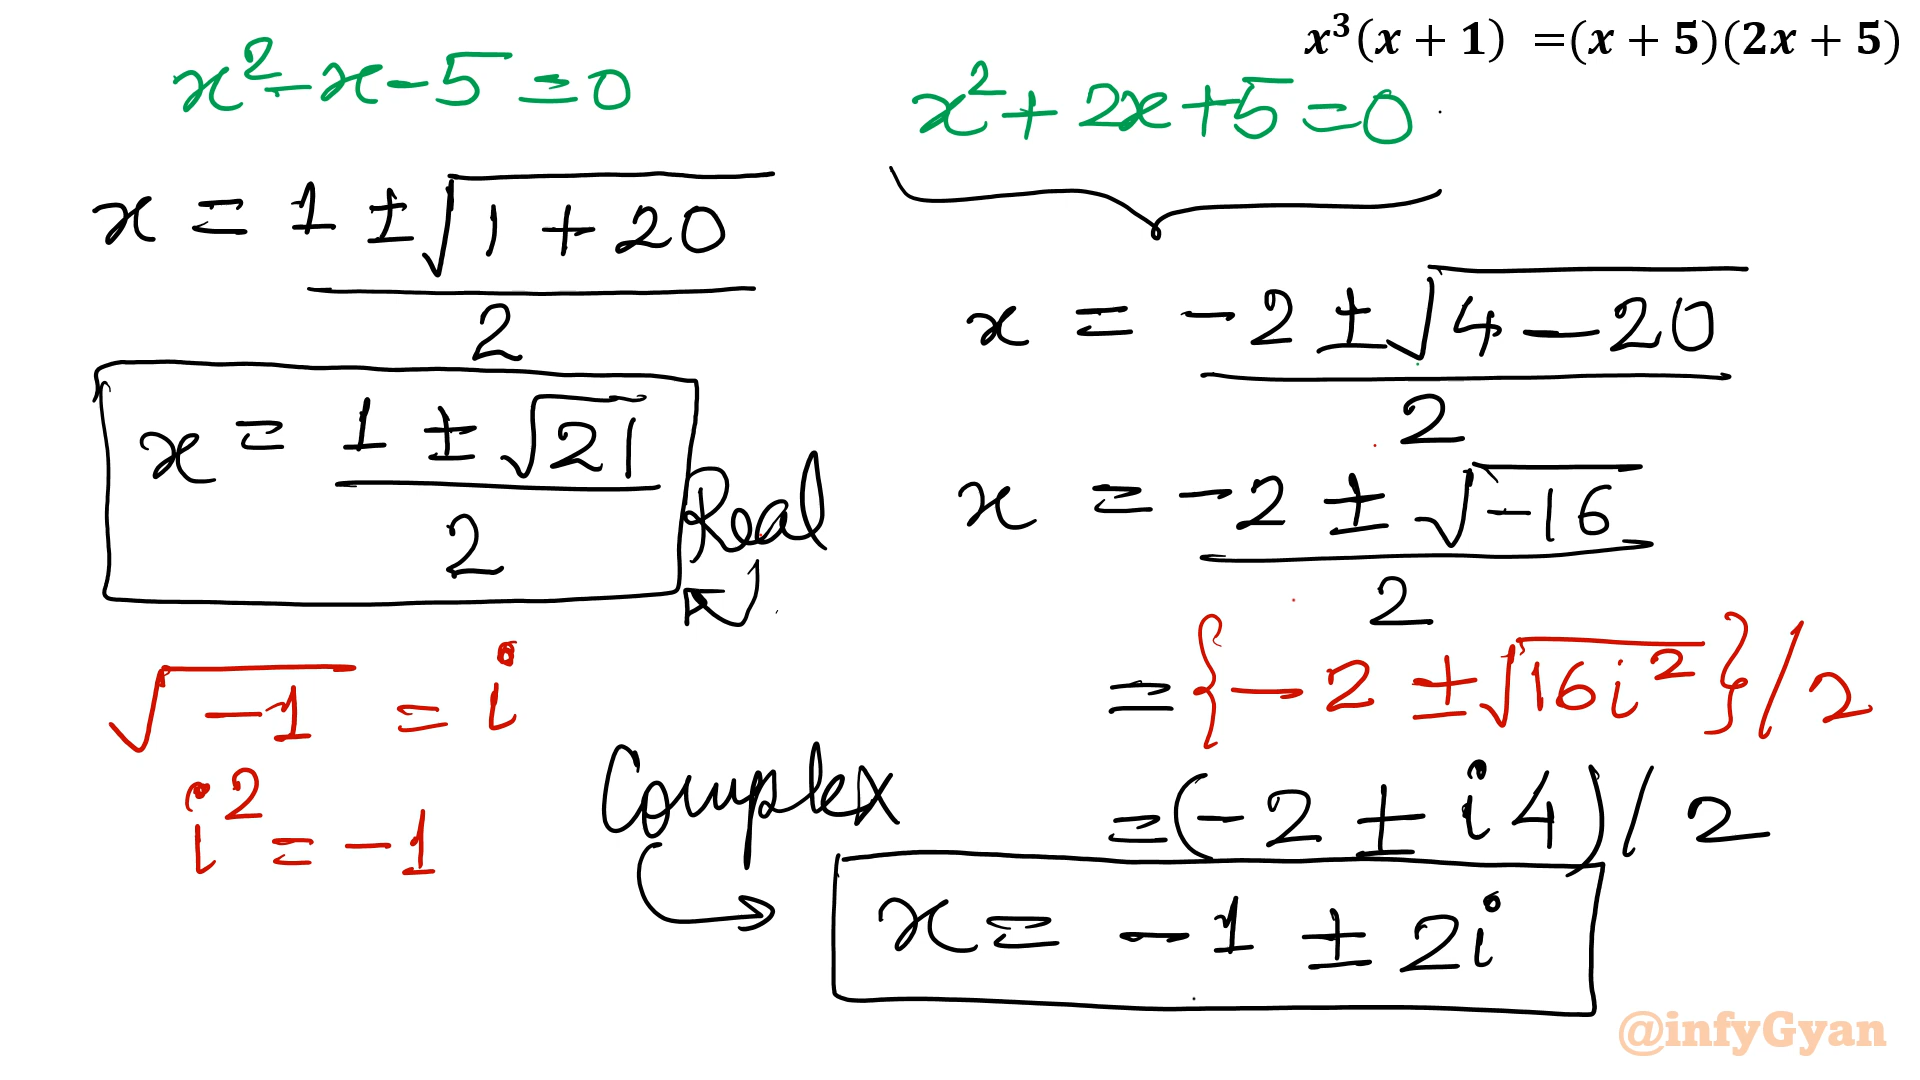 x³(x + 1) =(x + 5)(2x + 5)
x² - x - 5 = 0
x = (1 ± √(1 + 20)) / 2
x = (1 ± √21) / 2
Real
√-1 = i
i² = -1
x² + 2x + 5 = 0
x = (-2 ± √(4 - 20)) / 2
x = (-2 ± √-16) / 2
= {-2 ± √16i²} / 2
= (-2 ± i4) / 2
Complex
x = -1 ± 2i
@infyGyan